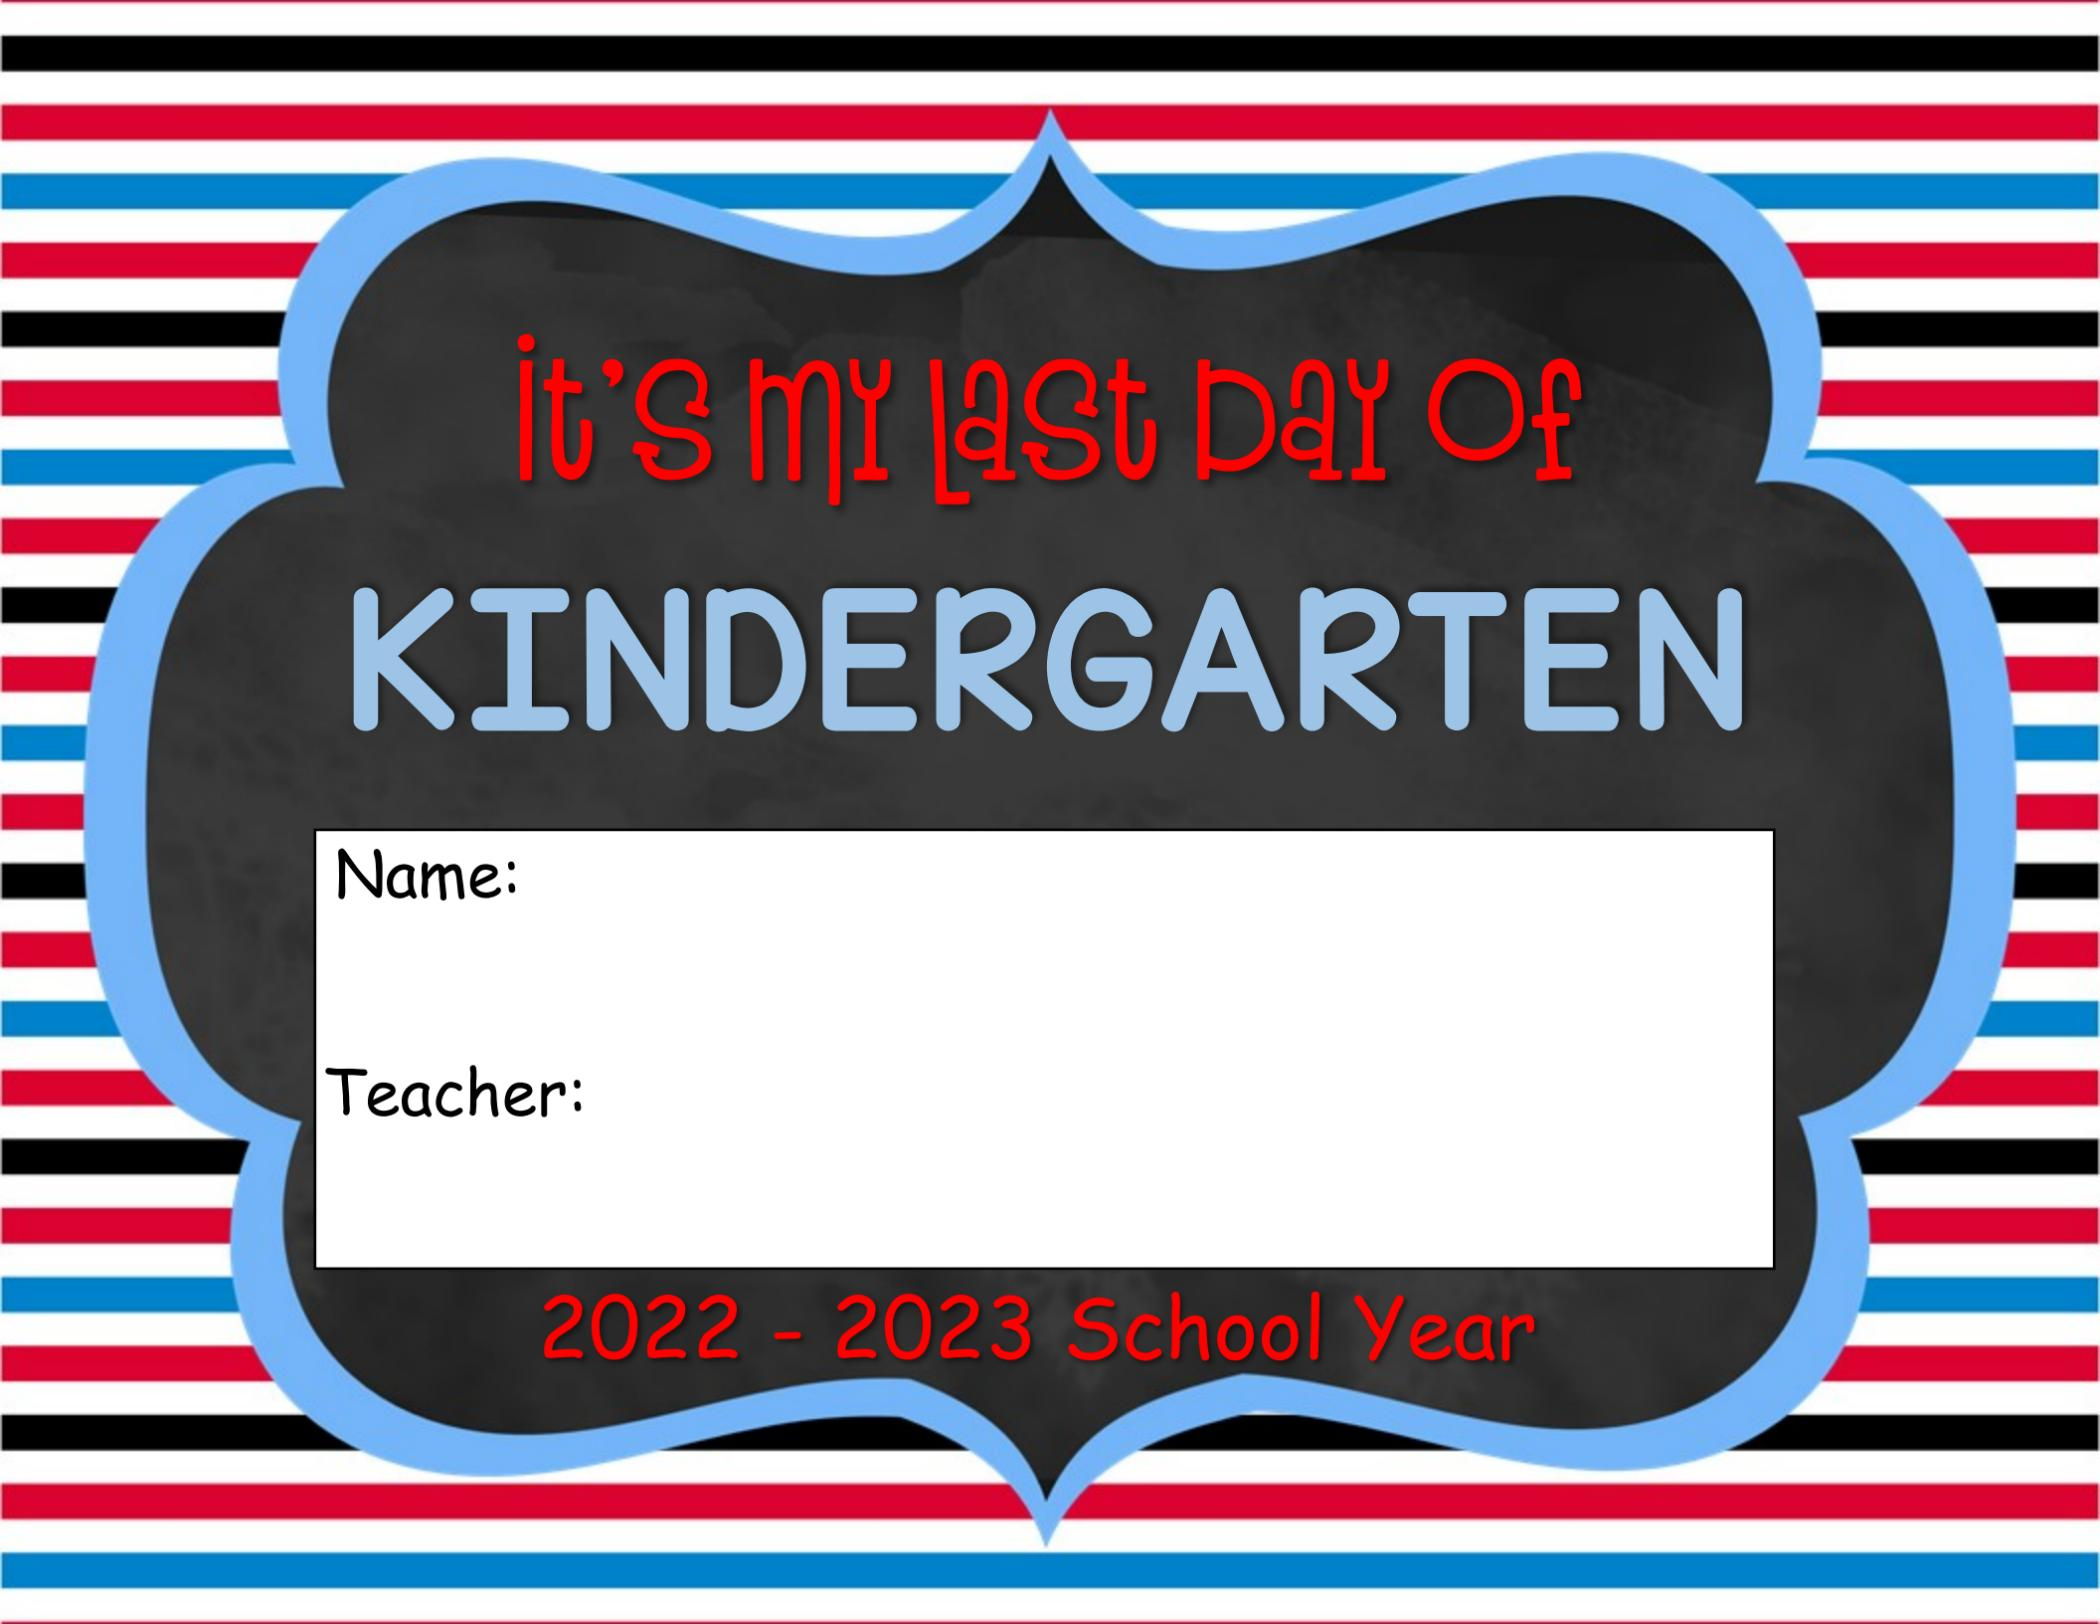 it's my Last Day Of
KINDERGARTEN
Name:
Teacher:
2022 - 2023 School Year